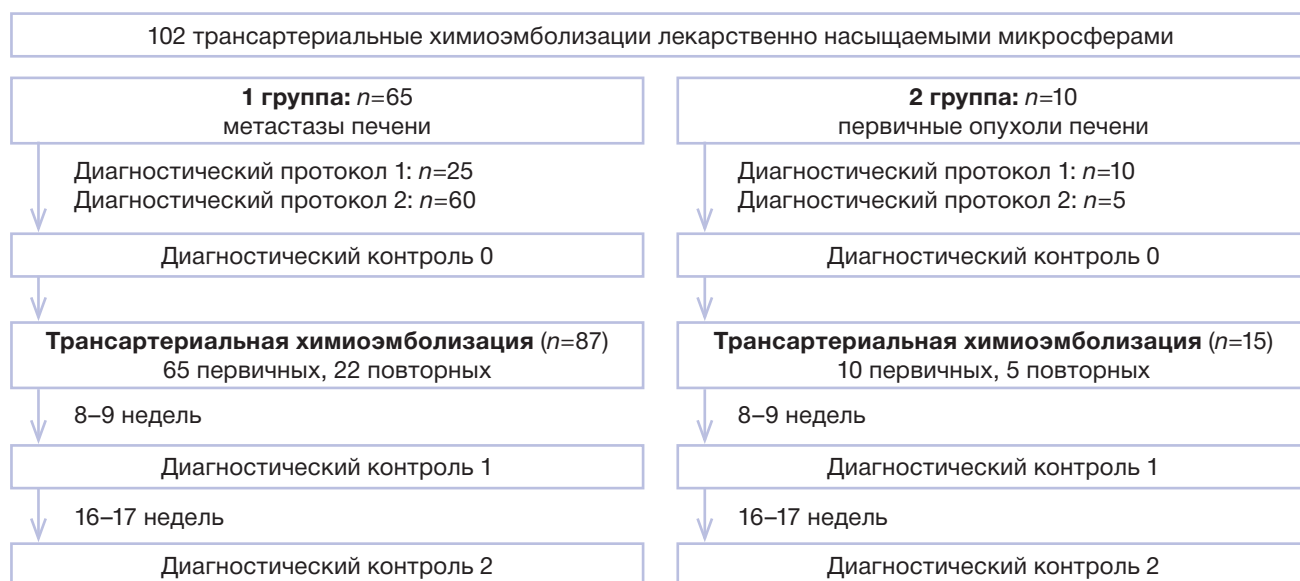 102 трансартериальные химиоэмболизации лекарственно насыщаемыми микросферами
1 группа: n=65
метастазы печени
Диагностический протокол 1: n=25
Диагностический протокол 2: n=60
Диагностический контроль 0
Трансартериальная химиоэмболизация (n=87)
65 первичных, 22 повторных
8–9 недель
Диагностический контроль 1
16–17 недель
Диагностический контроль 2
2 группа: n=10
первичные опухоли печени
Диагностический протокол 1: n=10
Диагностический протокол 2: n=5
Диагностический контроль 0
Трансартериальная химиоэмболизация (n=15)
10 первичных, 5 повторных
8–9 недель
Диагностический контроль 1
16–17 недель
Диагностический контроль 2